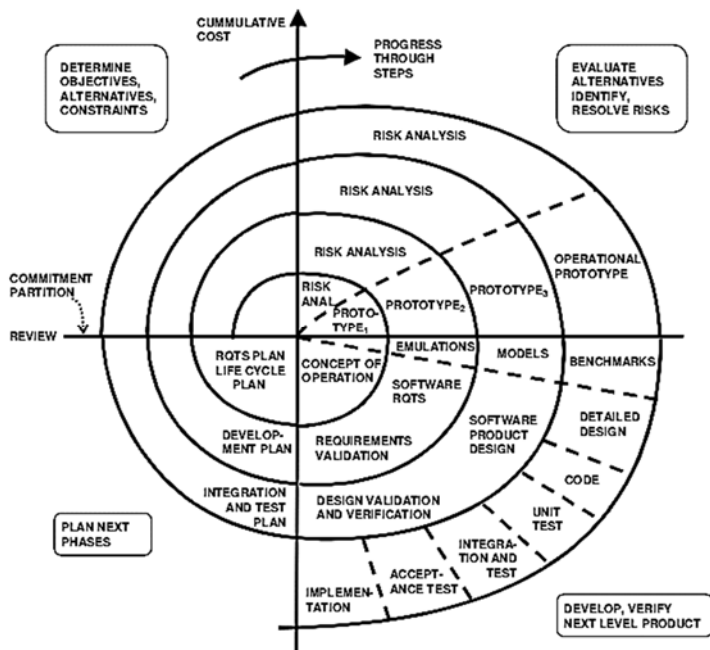 CUMMULATIVE
COST
PROGRESS
THROUGH
STEPS
DETERMINE
OBJECTIVES,
ALTERNATIVES,
CONSTRAINTS
EVALUATE
ALTERNATIVES
IDENTIFY,
RESOLVE RISKS
RISK ANALYSIS
RISK ANALYSIS
RISK ANALYSIS
RISK
ANAL.
OPERATIONAL
PROTOTYPE
PROTOTYPE3
PROTOTYPE2
PROTO-
TYPE1
COMMITMENT
PARTITION
REVIEW
EMULATIONS
MODELS
BENCHMARKS
RQTS PLAN
LIFE CYCLE
PLAN
CONCEPT OF
OPERATION
SOFTWARE
RQTS
SOFTWARE
PRODUCT
DESIGN
DETAILED
DESIGN
DEVELOP-
MENT PLAN
REQUIREMENTS
VALIDATION
CODE
INTEGRATION
AND TEST
PLAN
DESIGN VALIDATION
AND VERIFICATION
UNIT
TEST
PLAN NEXT
PHASES
INTEGRA-
TION AND
TEST
ACCEPT-
ANCE TEST
IMPLEMEN-
TATION
DEVELOP, VERIFY
NEXT LEVEL PRODUCT